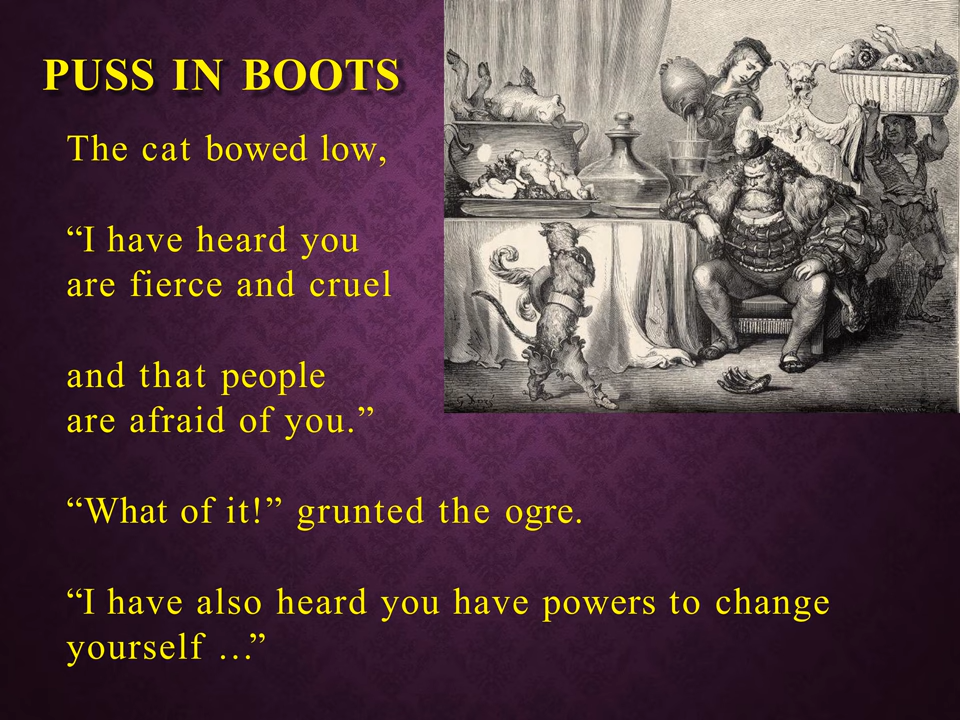 PUSS IN BOOTS
The cat bowed low,
“I have heard you
are fierce and cruel
and that people
are afraid of you.”
“What of it!” grunted the ogre.
“I have also heard you have powers to change
yourself …”
G. Doré